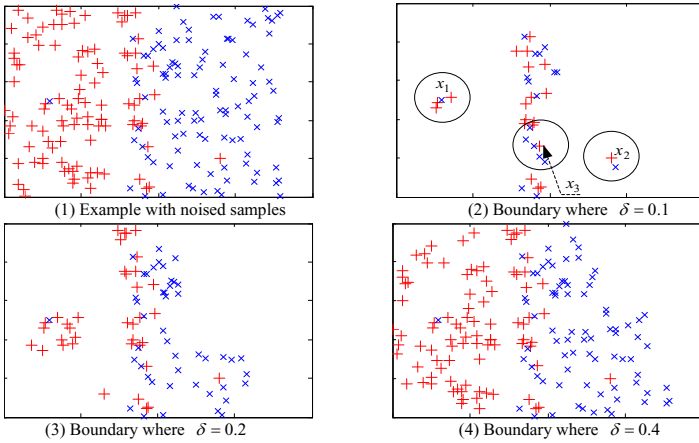 x₁
x₂
x₃
(1) Example with noised samples
(2) Boundary where δ = 0.1
(3) Boundary where δ = 0.2
(4) Boundary where δ = 0.4